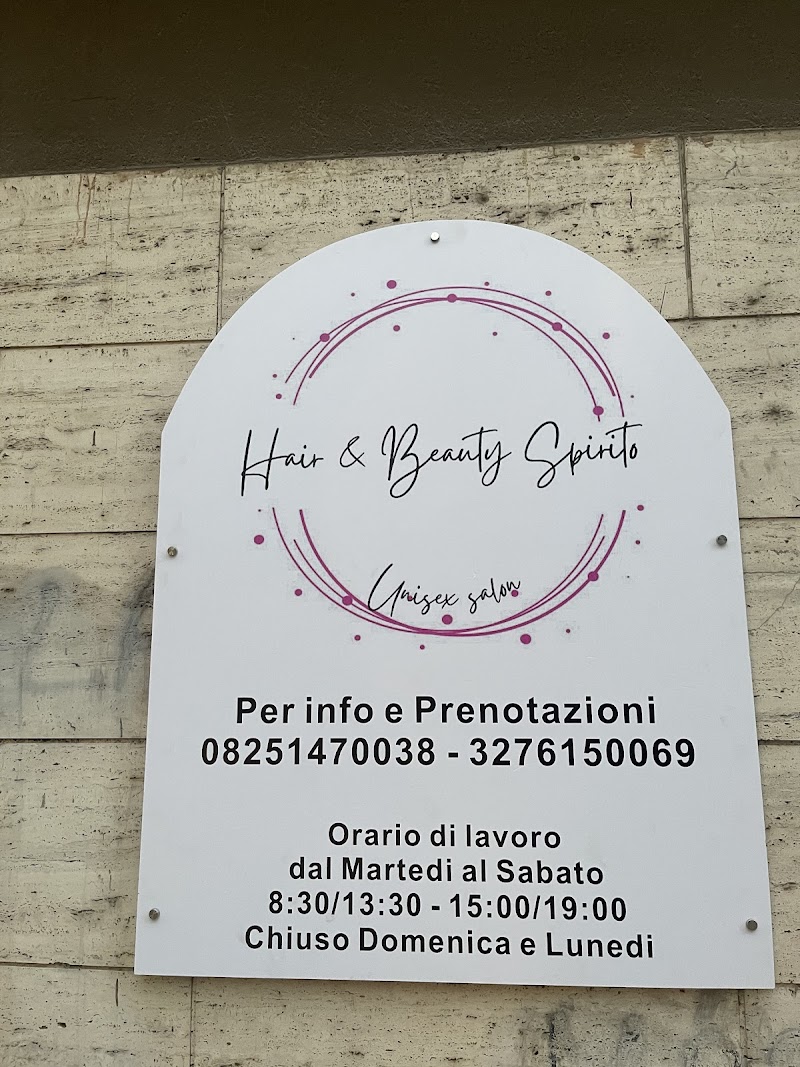 Hair & Beauty Spirito
Unisex salon
Per info e Prenotazioni
08251470038 - 3276150069
Orario di lavoro
dal Martedi al Sabato
8:30/13:30 - 15:00/19:00
Chiuso Domenica e Lunedi